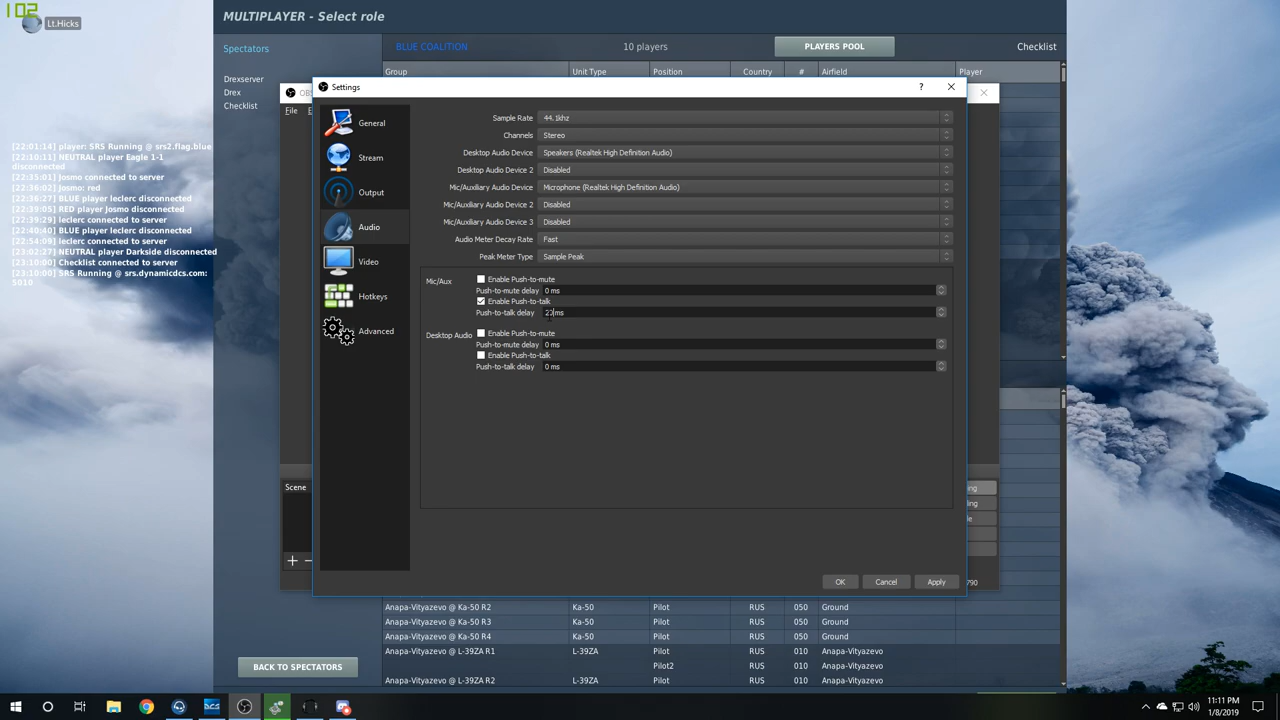 102
Lt.Hicks
MULTIPLAYER - Select role
Spectators
BLUE COALITION
10 players
PLAYERS POOL
Checklist
Group
Unit Type
Position
Country
#
Airfield
Player
Drexserver
Drex
Checklist
[22:01:14] player: SRS Running @ srs2.flag.blue
[22:10:11] NEUTRAL player Eagle 1-1
disconnected
[22:35:01] Josmo connected to server
[22:36:02] Josmo: red
[22:36:27] BLUE player leclerc disconnected
[22:39:05] RED player Josmo disconnected
[22:39:29] leclerc connected to server
[22:40:40] BLUE player leclerc disconnected
[22:54:09] leclerc connected to server
[23:02:27] NEUTRAL player Darkside disconnected
[23:10:00] Checklist connected to server
[23:10:00] SRS Running @ srs.dynamicdcs.com:
5010
File
Settings
?
General
Stream
Output
Audio
Video
Hotkeys
Advanced
Sample Rate 44.1khz
Channels Stereo
Desktop Audio Device Speakers (Realtek High Definition Audio)
Desktop Audio Device 2 Disabled
Mic/Auxiliary Audio Device Microphone (Realtek High Definition Audio)
Mic/Auxiliary Audio Device 2 Disabled
Mic/Auxiliary Audio Device 3 Disabled
Audio Meter Decay Rate Fast
Peak Meter Type Sample Peak
Mic/Aux
Enable Push-to-mute
Push-to-mute delay 0 ms
Enable Push-to-talk
Push-to-talk delay ms
Desktop Audio
Enable Push-to-mute
Push-to-mute delay 0 ms
Enable Push-to-talk
Push-to-talk delay 0 ms
Scene
OK
Cancel
Apply
Anapa-Vityazevo @ Ka-50 R2 Ka-50 Pilot RUS 050 Ground
Anapa-Vityazevo @ Ka-50 R3 Ka-50 Pilot RUS 050 Ground
Anapa-Vityazevo @ Ka-50 R4 Ka-50 Pilot RUS 050 Ground
Anapa-Vityazevo @ L-39ZA R1 L-39ZA Pilot RUS 010 Anapa-Vityazevo
Pilot2 RUS 010 Anapa-Vityazevo
Anapa-Vityazevo @ L-39ZA R2 L-39ZA Pilot RUS 010 Anapa-Vityazevo
BACK TO SPECTATORS
11:11 PM
1/8/2019